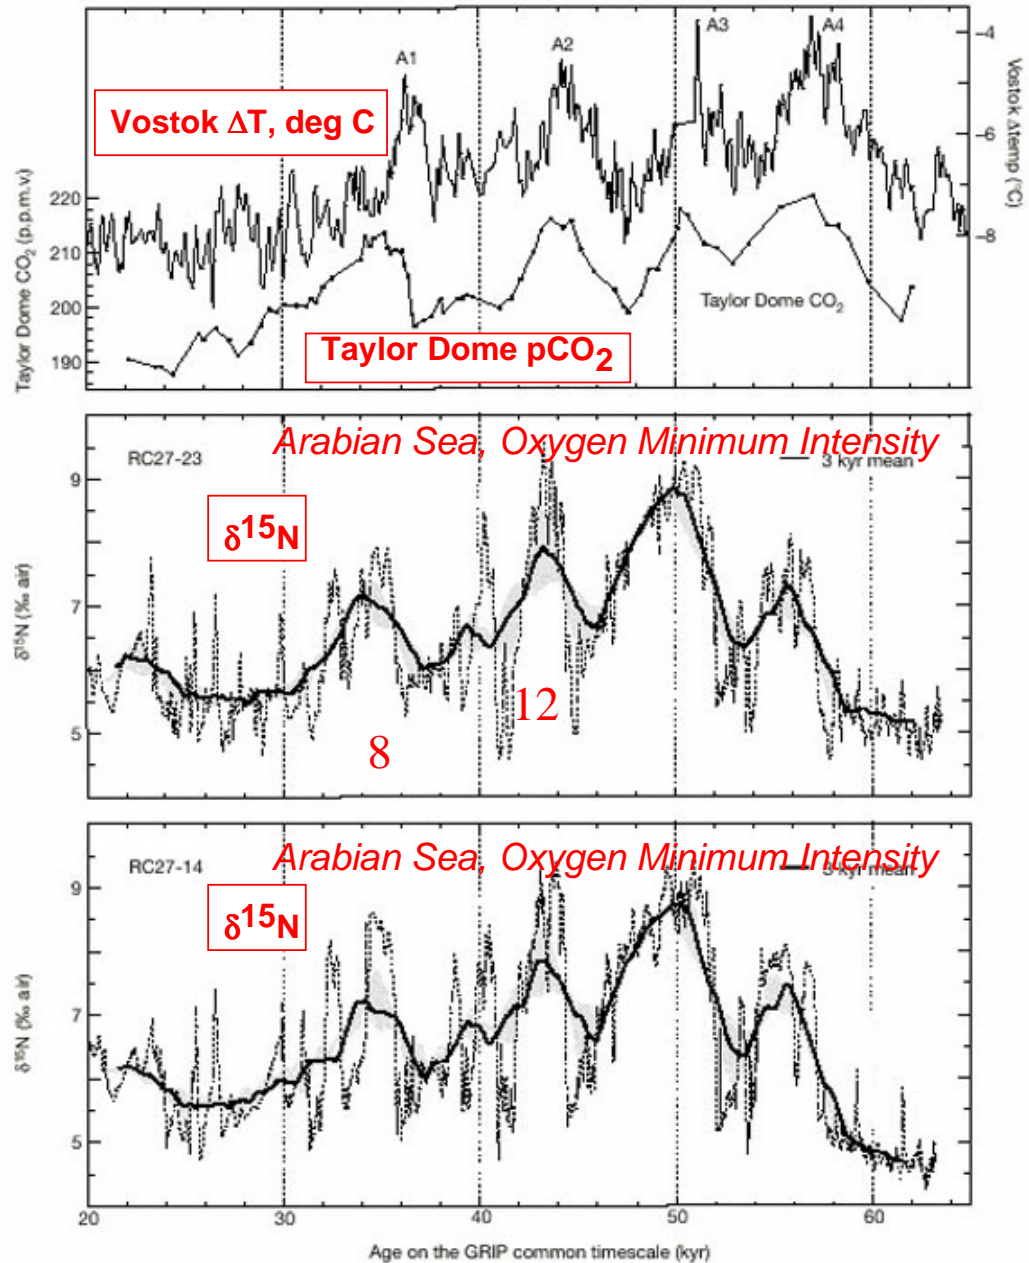 A1
A2
A3
A4
Vostok ΔT, deg C
−4
−6
−8
Vostok Δtemp (°C)
220
210
200
190
Taylor Dome CO₂ (p.p.m.v.)
Taylor Dome CO₂
Taylor Dome pCO₂
Arabian Sea, Oxygen Minimum Intensity
RC27-23
3 kyr mean
δ¹⁵N
9
7
5
δ¹⁵N (‰ air)
12
8
Arabian Sea, Oxygen Minimum Intensity
RC27-14
3 kyr mean
δ¹⁵N
9
7
5
δ¹⁵N (‰ air)
20 30 40 50 60
Age on the GRIP common timescale (kyr)